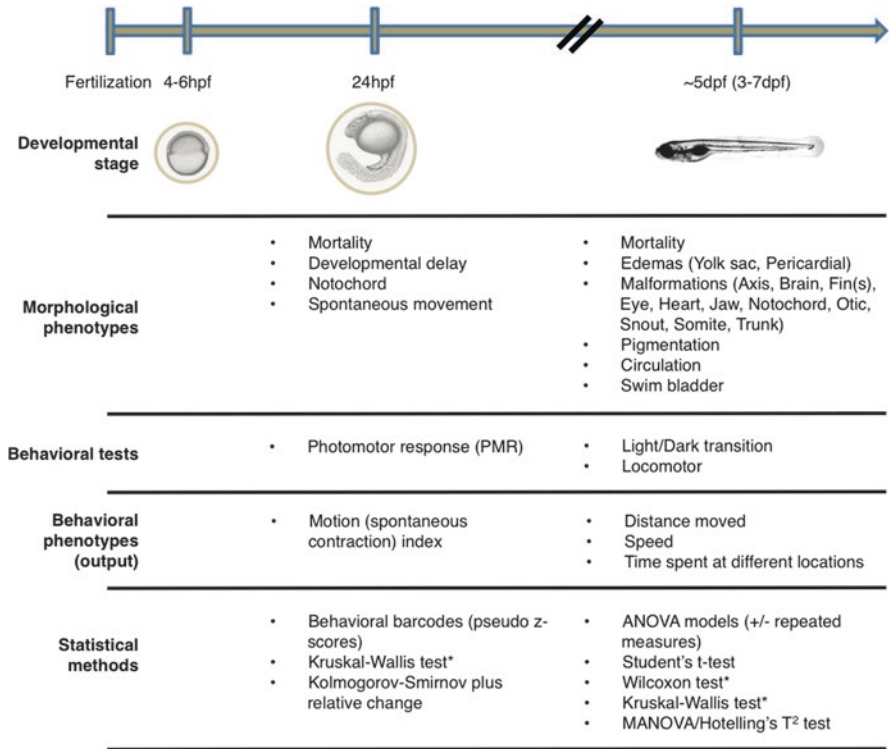 Fertilization 4-6hpf 24hpf ~5dpf (3-7dpf)
Developmental
stage
Morphological
phenotypes
• Mortality
• Developmental delay
• Notochord
• Spontaneous movement
• Mortality
• Edemas (Yolk sac, Pericardial)
• Malformations (Axis, Brain, Fin(s),
Eye, Heart, Jaw, Notochord, Otic,
Snout, Somite, Trunk)
• Pigmentation
• Circulation
• Swim bladder
Behavioral tests
• Photomotor response (PMR)
• Light/Dark transition
• Locomotor
Behavioral
phenotypes
(output)
• Motion (spontaneous
contraction) index
• Distance moved
• Speed
• Time spent at different locations
Statistical
methods
• Behavioral barcodes (pseudo z-
scores)
• Kruskal-Wallis test*
• Kolmogorov-Smirnov plus
relative change
• ANOVA models (+/- repeated
measures)
• Student's t-test
• Wilcoxon test*
• Kruskal-Wallis test*
• MANOVA/Hotelling's T² test